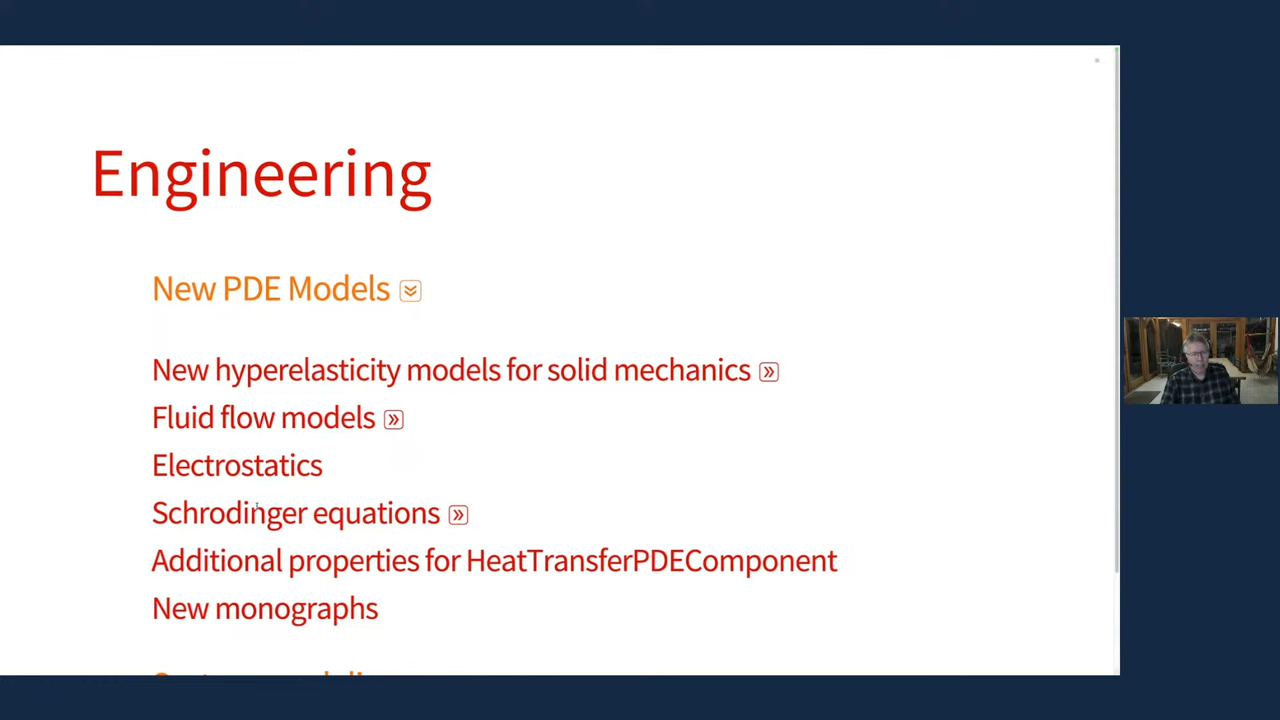 Engineering
New PDE Models
New hyperelasticity models for solid mechanics
Fluid flow models
Electrostatics
Schrodinger equations
Additional properties for HeatTransferPDEComponent
New monographs